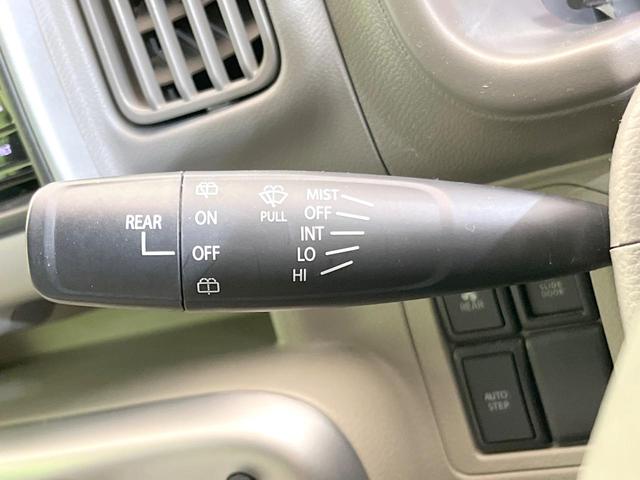 REAR
ON
OFF
PULL
MIST
OFF
INT
LO
HI
REAR
SLIDE
DOOR
AUTO
STEP